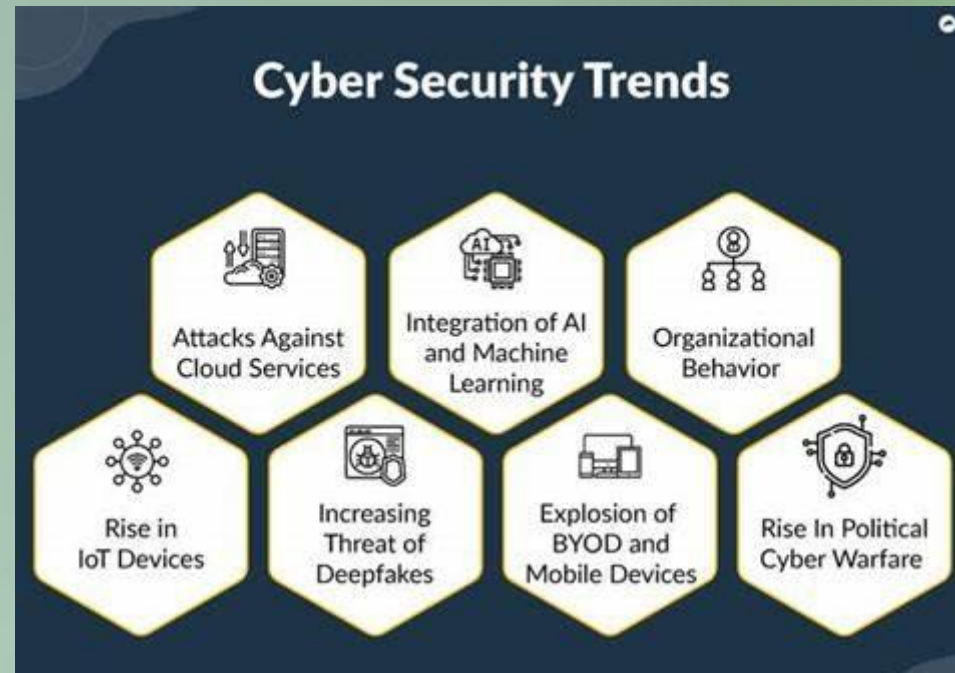 Cyber Security Trends
AI
Attacks Against
Cloud Services
Integration of AI
and Machine
Learning
Organizational
Behavior
Rise in
IoT Devices
Increasing
Threat of
Deepfakes
Explosion of
BYOD and
Mobile Devices
Rise In Political
Cyber Warfare